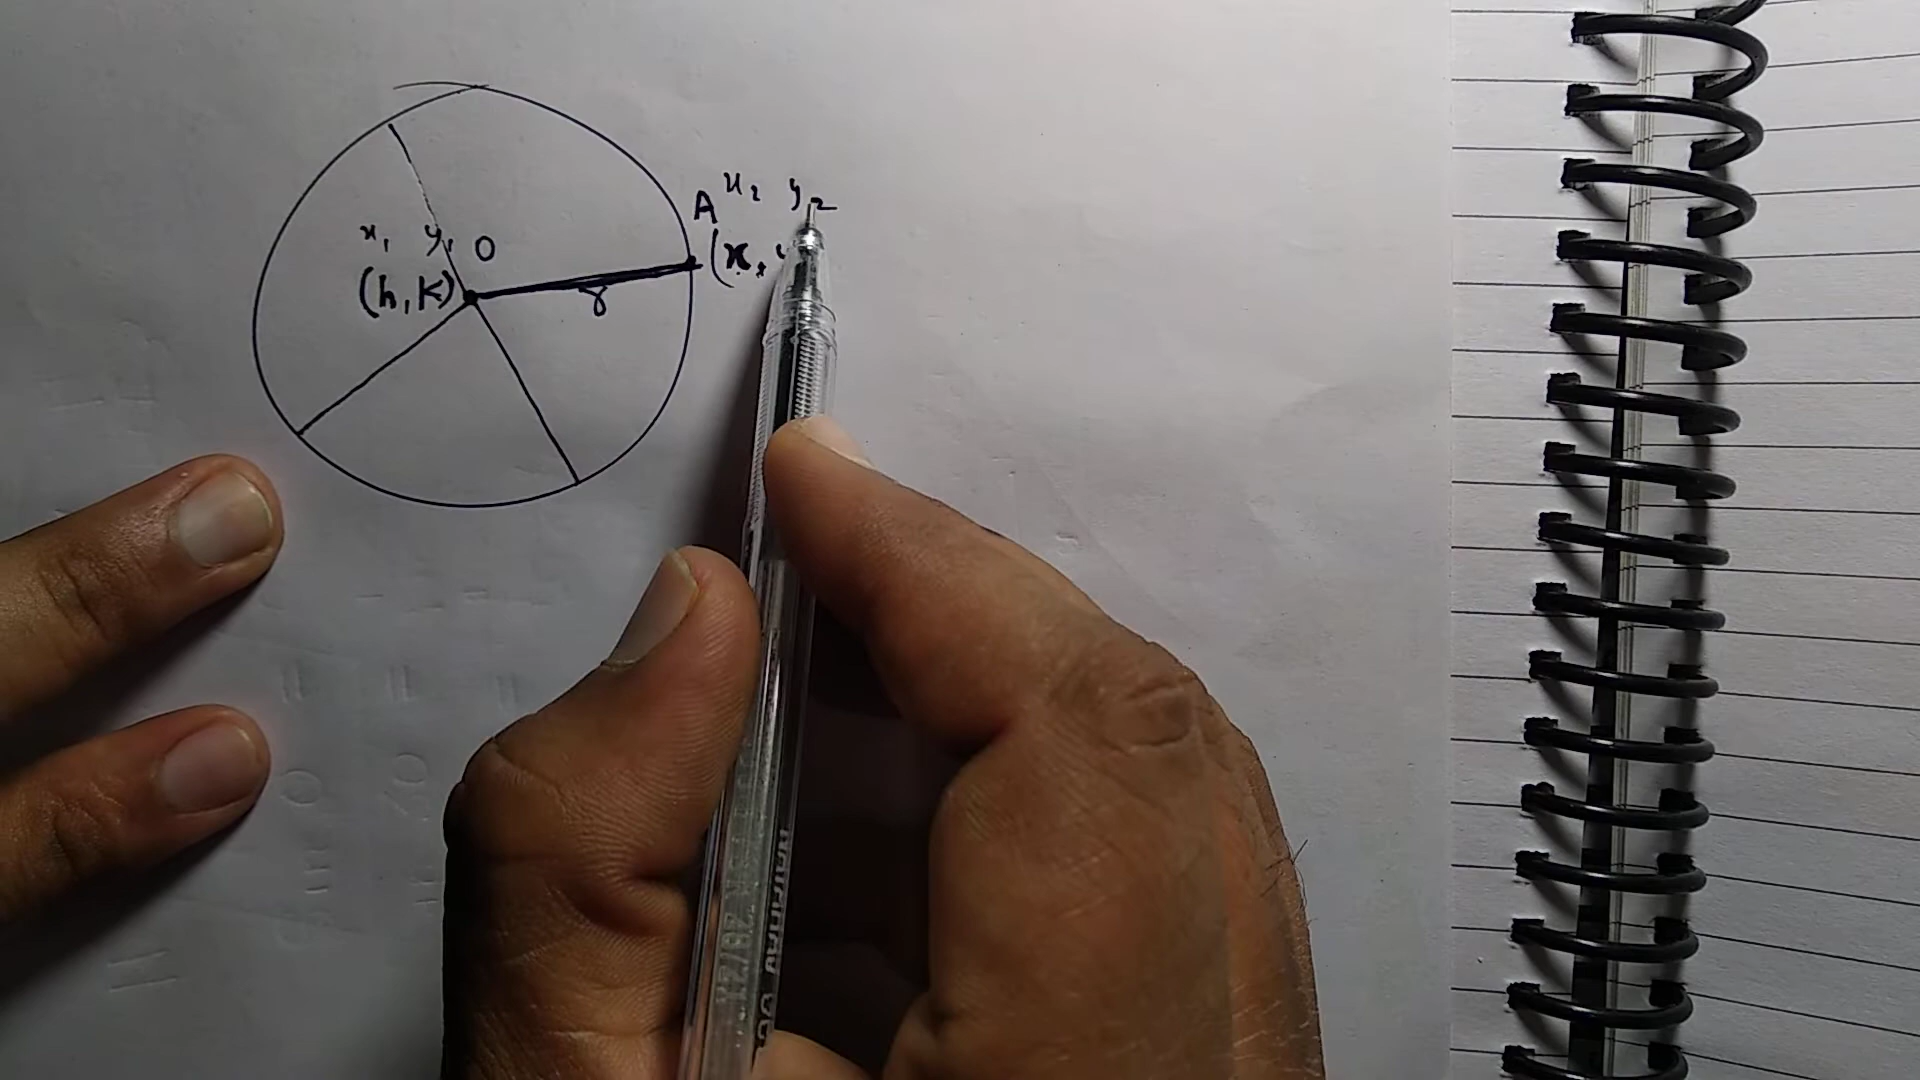 x₂ y₂
A
x₁ y₁ O
(x,
(h, k)
r